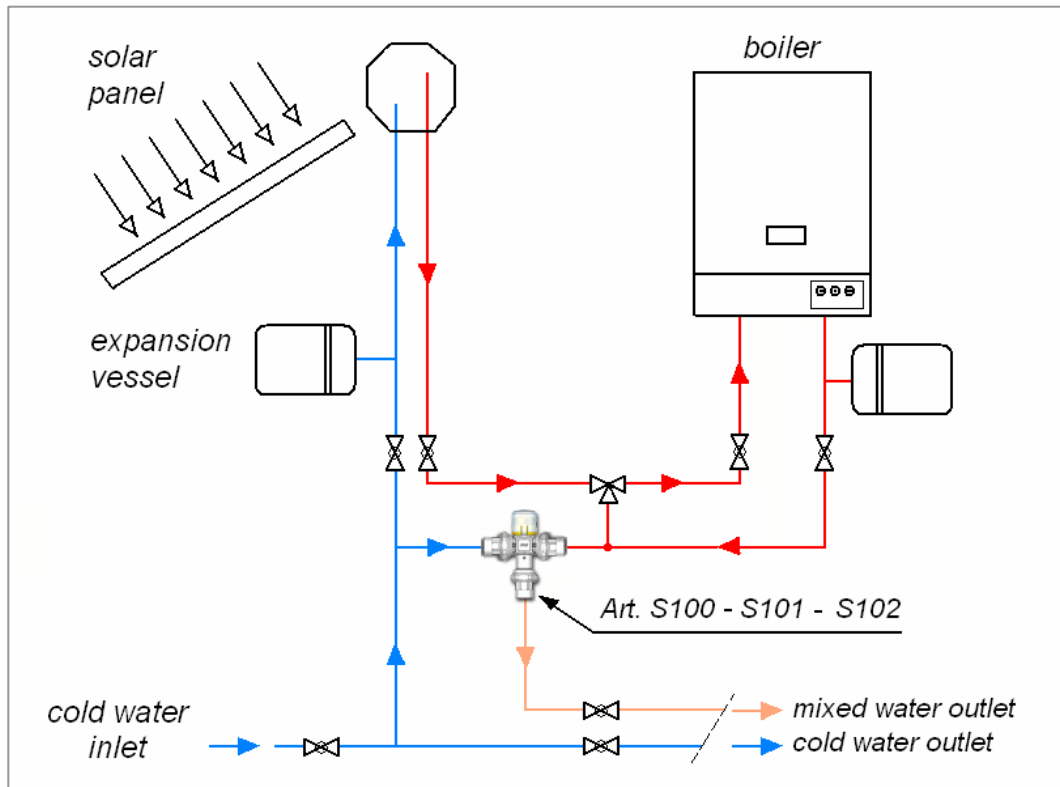 solar
panel
boiler
expansion
vessel
Art. S100 - S101 - S102
cold water
inlet
mixed water outlet
cold water outlet